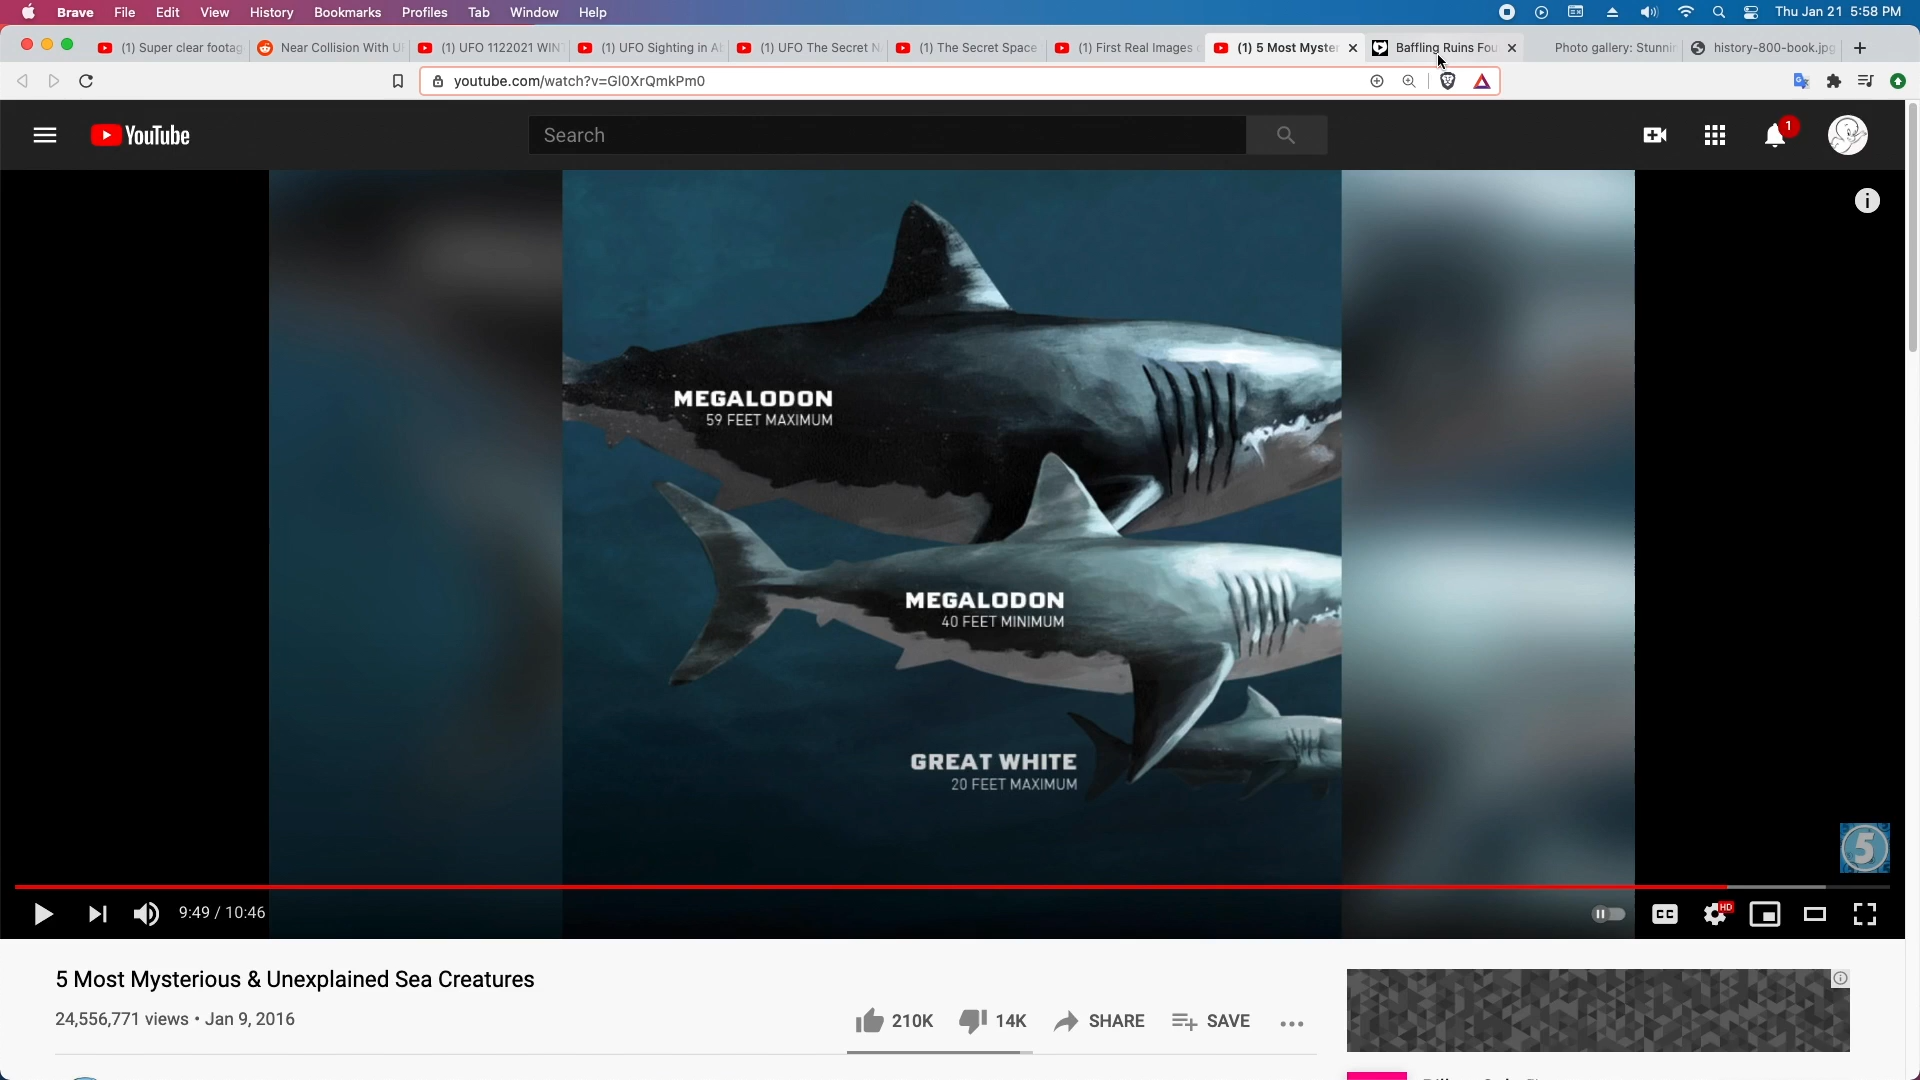 Brave File Edit View History Bookmarks Profiles Tab Window Help Thu Jan 21 5:58 PM
(1) Super clear footag Near Collision With U (1) UFO 1122021 WIN (1) UFO Sighting in Al (1) UFO The Secret N (1) The Secret Space (1) First Real Images (1) 5 Most Myster Baffling Ruins Fou Photo gallery: Stunnin history-800-book.jpg
youtube.com/watch?v=Gl0XrQmkPm0
YouTube Search 1
MEGALODON
59 FEET MAXIMUM
MEGALODON
40 FEET MINIMUM
GREAT WHITE
20 FEET MAXIMUM
5
9:49 / 10:46 CC HD
5 Most Mysterious & Unexplained Sea Creatures
24,556,771 views • Jan 9, 2016
210K 14K SHARE SAVE